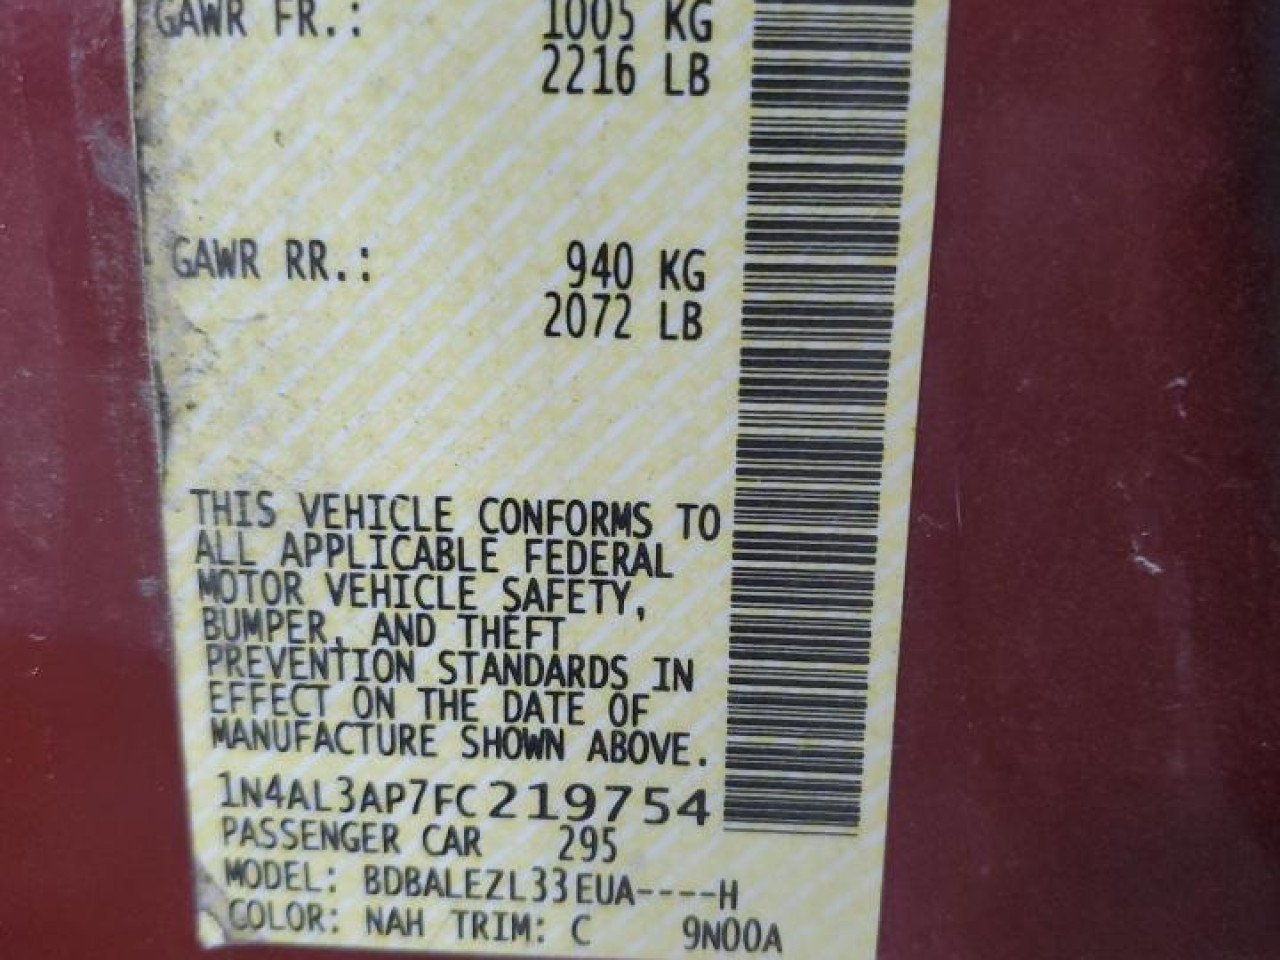 GAWR FR.: 1005 KG
2216 LB
GAWR RR.: 940 KG
2072 LB
THIS VEHICLE CONFORMS TO
ALL APPLICABLE FEDERAL
MOTOR VEHICLE SAFETY,
BUMPER, AND THEFT
PREVENTION STANDARDS IN
EFFECT ON THE DATE OF
MANUFACTURE SHOWN ABOVE.
1N4AL3AP7FC219754
PASSENGER CAR 295
MODEL: BDBALEZL33EUA----H
COLOR: NAH TRIM: C 9N00A